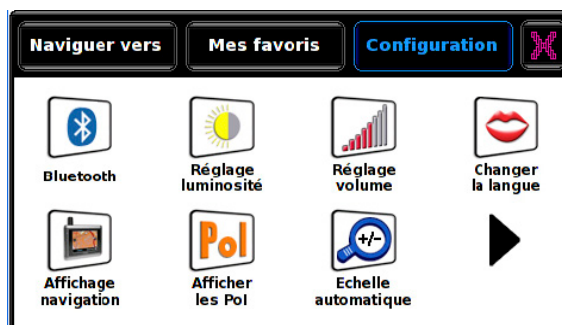 Naviguer vers
Mes favoris
Configuration
Bluetooth
Réglage
luminosité
Réglage
volume
Changer
la langue
+/-
PoI
Affichage
navigation
Afficher
les PoI
Echelle
automatique